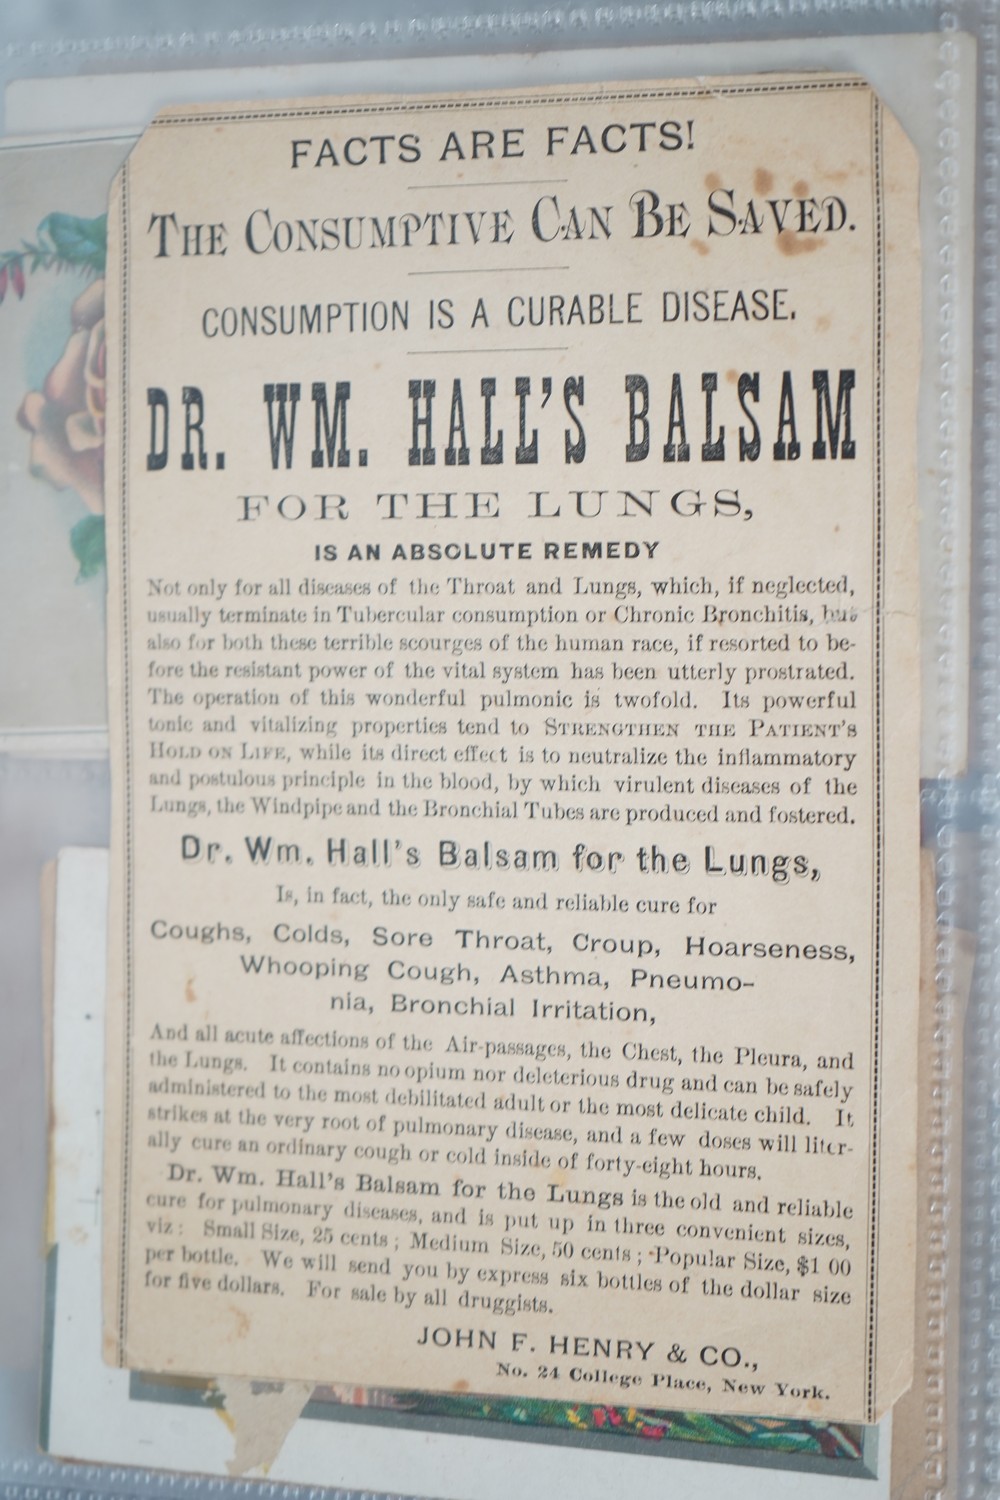 FACTS ARE FACTS!
THE CONSUMPTIVE CAN BE SAVED.
CONSUMPTION IS A CURABLE DISEASE.
DR. WM. HALL'S BALSAM
FOR THE LUNGS,
IS AN ABSOLUTE REMEDY
Not only for all diseases of the Throat and Lungs, which, if neglected,
usually terminate in Tubercular consumption or Chronic Bronchitis, but
also for both these terrible scourges of the human race, if resorted to be-
fore the resistant power of the vital system has been utterly prostrated.
The operation of this wonderful pulmonic is twofold. Its powerful
tonic and vitalizing properties tend to STRENGTHEN THE PATIENT'S
HOLD ON LIFE, while its direct effect is to neutralize the inflammatory
and postulous principle in the blood, by which virulent diseases of the
Lungs, the Windpipe and the Bronchial Tubes are produced and fostered.
Dr. Wm. Hall's Balsam for the Lungs,
Is, in fact, the only safe and reliable cure for
Coughs, Colds, Sore Throat, Croup, Hoarseness,
Whooping Cough, Asthma, Pneumo-
nia, Bronchial Irritation,
And all acute affections of the Air-passages, the Chest, the Pleura, and
the Lungs. It contains no opium nor deleterious drug and can be safely
administered to the most debilitated adult or the most delicate child. It
strikes at the very root of pulmonary disease, and a few doses will liter-
ally cure an ordinary cough or cold inside of forty-eight hours.
Dr. Wm. Hall's Balsam for the Lungs is the old and reliable
cure for pulmonary diseases, and is put up in three convenient sizes,
viz: Small Size, 25 cents; Medium Size, 50 cents; Popular Size, $1 00
per bottle. We will send you by express six bottles of the dollar size
for five dollars. For sale by all druggists.
JOHN F. HENRY & CO.,
No. 24 College Place, New York.